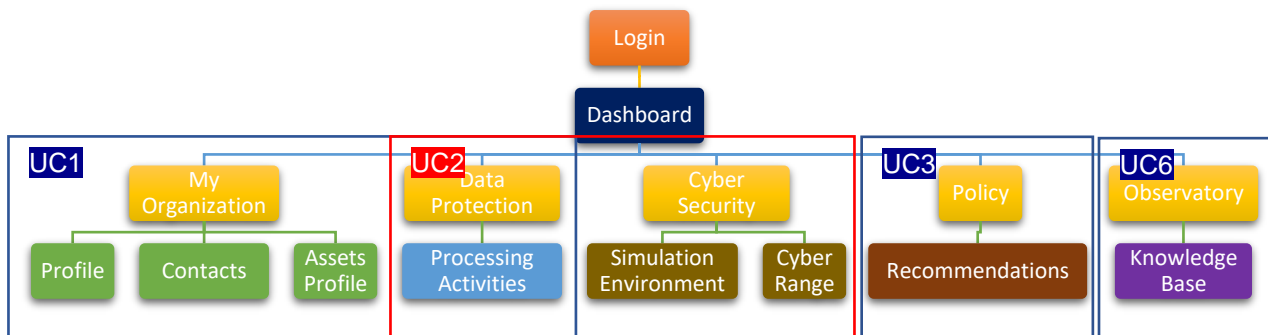 Login
Dashboard
UC1
UC2
UC3
UC6
My
Organization
Data
Protection
Cyber
Security
Policy
Observatory
Profile
Contacts
Assets
Profile
Processing
Activities
Simulation
Environment
Cyber
Range
Recommendations
Knowledge
Base